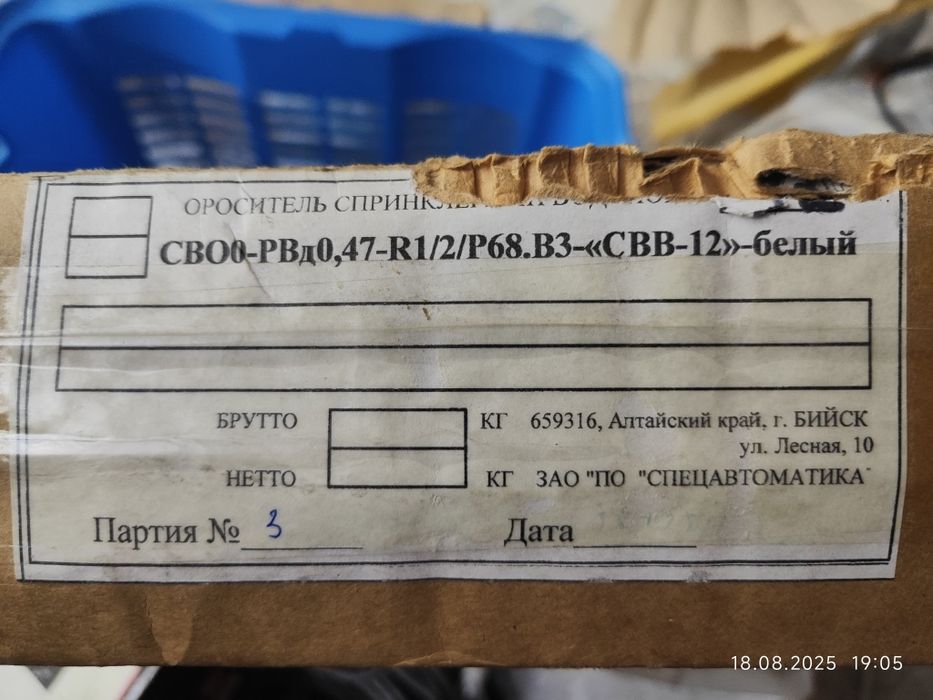 ОРОСИТЕЛЬ
СВО0-РВд0,47-R1/2/Р68.В3-«СВВ-12»-белый
БРУТТО КГ 659316, Алтайский край, г. БИЙСК
ул. Лесная, 10
НЕТТО КГ ЗАО "ПО "СПЕЦАВТОМАТИКА"
Партия № 3 Дата
18.08.2025 19:05